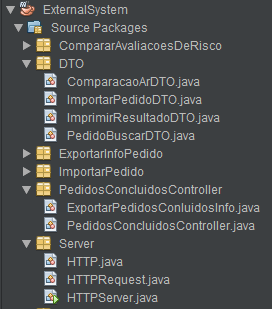 ExternalSystem
Source Packages
CompararAvaliacoesDeRisco
DTO
ComparacaoArDTO.java
ImportarPedidoDTO.java
ImprimirResultadoDTO.java
PedidoBuscarDTO.java
ExportarInfoPedido
ImportarPedido
PedidosConcluidosController
ExportarPedidosConluidosInfo.java
PedidosConcluidosController.java
Server
HTTP.java
HTTPRequest.java
HTTPServer.java